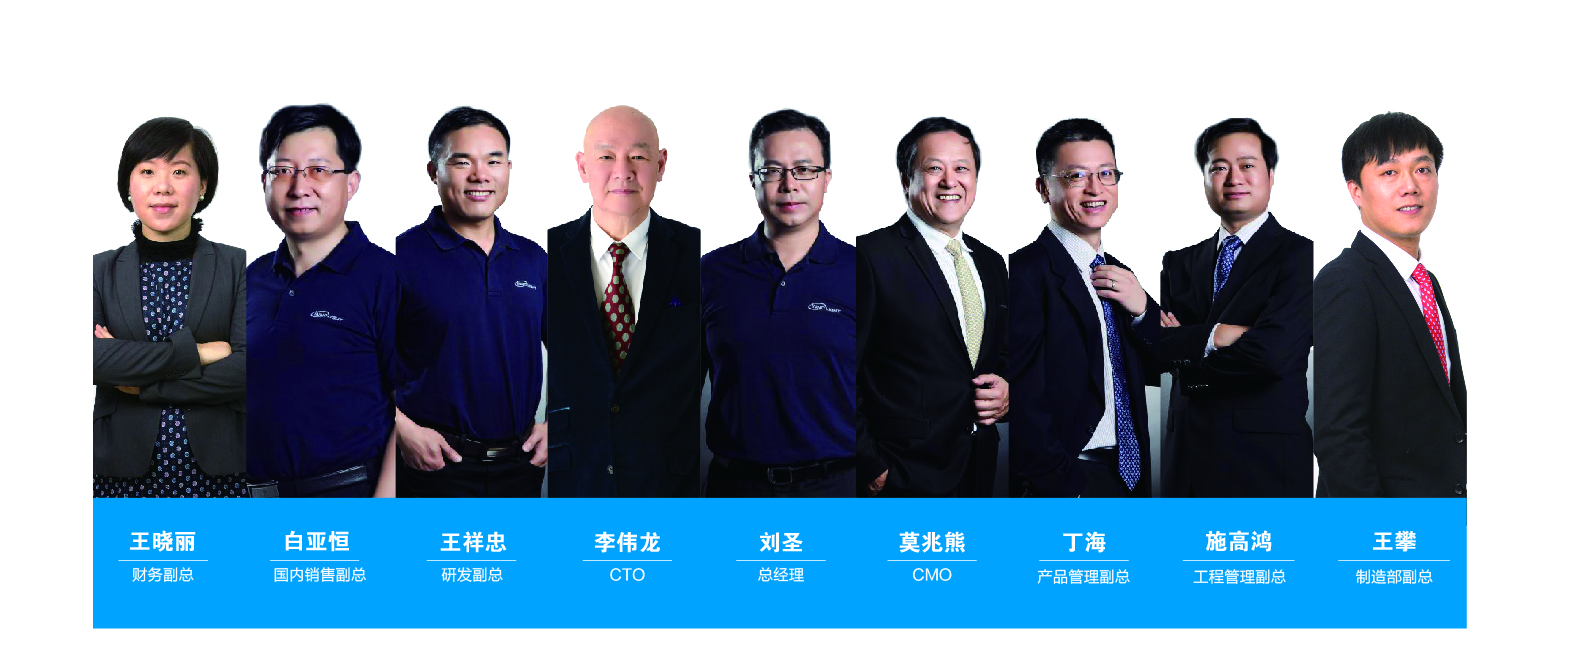 王晓丽
财务副总
白亚恒
国内销售副总
王祥忠
研发副总
李伟龙
CTO
刘圣
总经理
莫兆熊
CMO
丁海
产品管理副总
施高鸿
工程管理副总
王攀
制造部副总